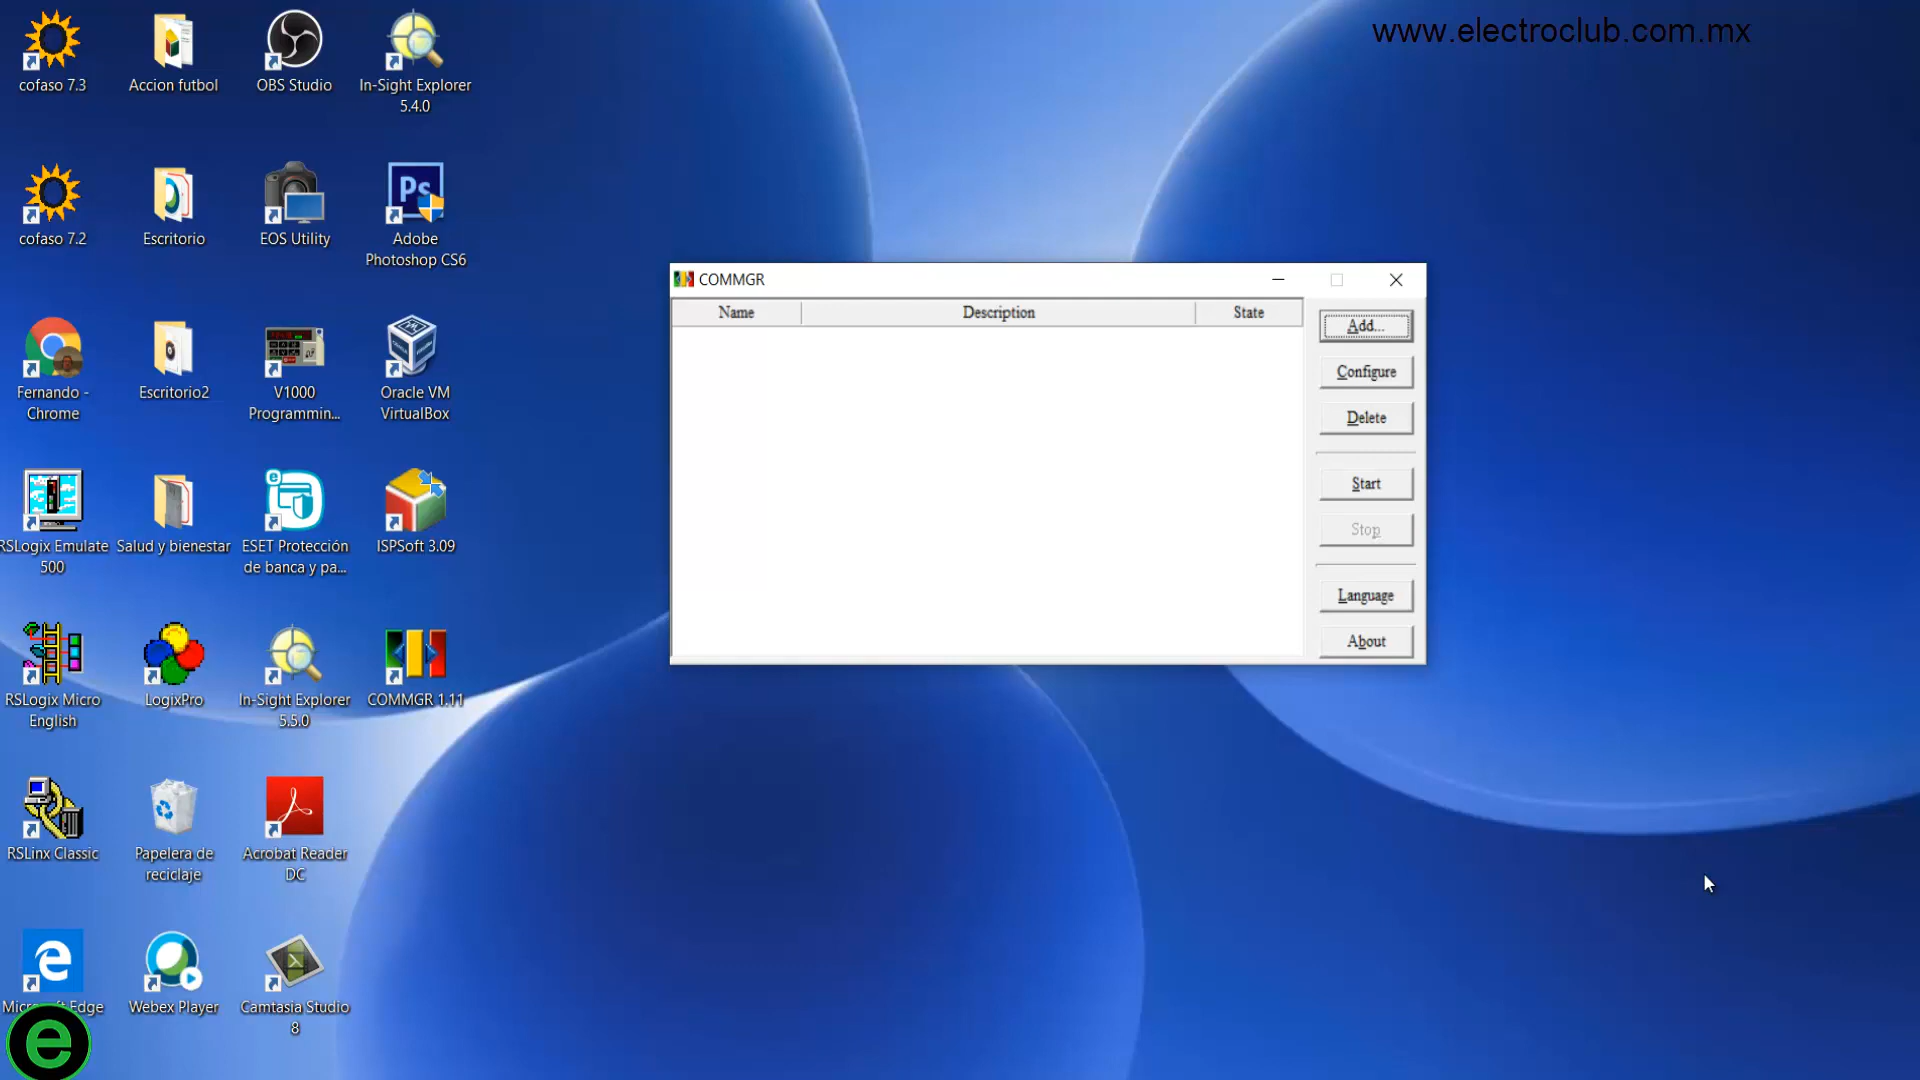 www.electroclub.com.mx
cofaso 7.3
Accion futbol
OBS Studio
In-Sight Explorer
5.4.0
cofaso 7.2
Escritorio
EOS Utility
Adobe
Photoshop CS6
Ps
Fernando -
Chrome
Escritorio2
V1000
Programmin...
Oracle VM
VirtualBox
RSLogix Emulate
500
Salud y bienestar
ESET Protección
de banca y pa...
ISPSoft 3.09
RSLogix Micro
English
LogixPro
In-Sight Explorer
5.5.0
COMMGR 1.11
RSLinx Classic
Papelera de
reciclaje
Acrobat Reader
DC
Edge
Webex Player
Camtasia Studio
8
e
COMMGR
Name
Description
State
Add...
Configure
Delete
Start
Stop
Language
About